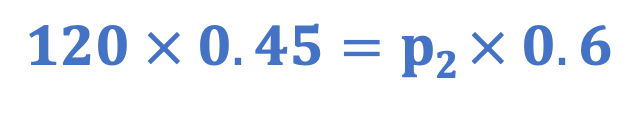 120 × 0.45 = p₂ × 0.6